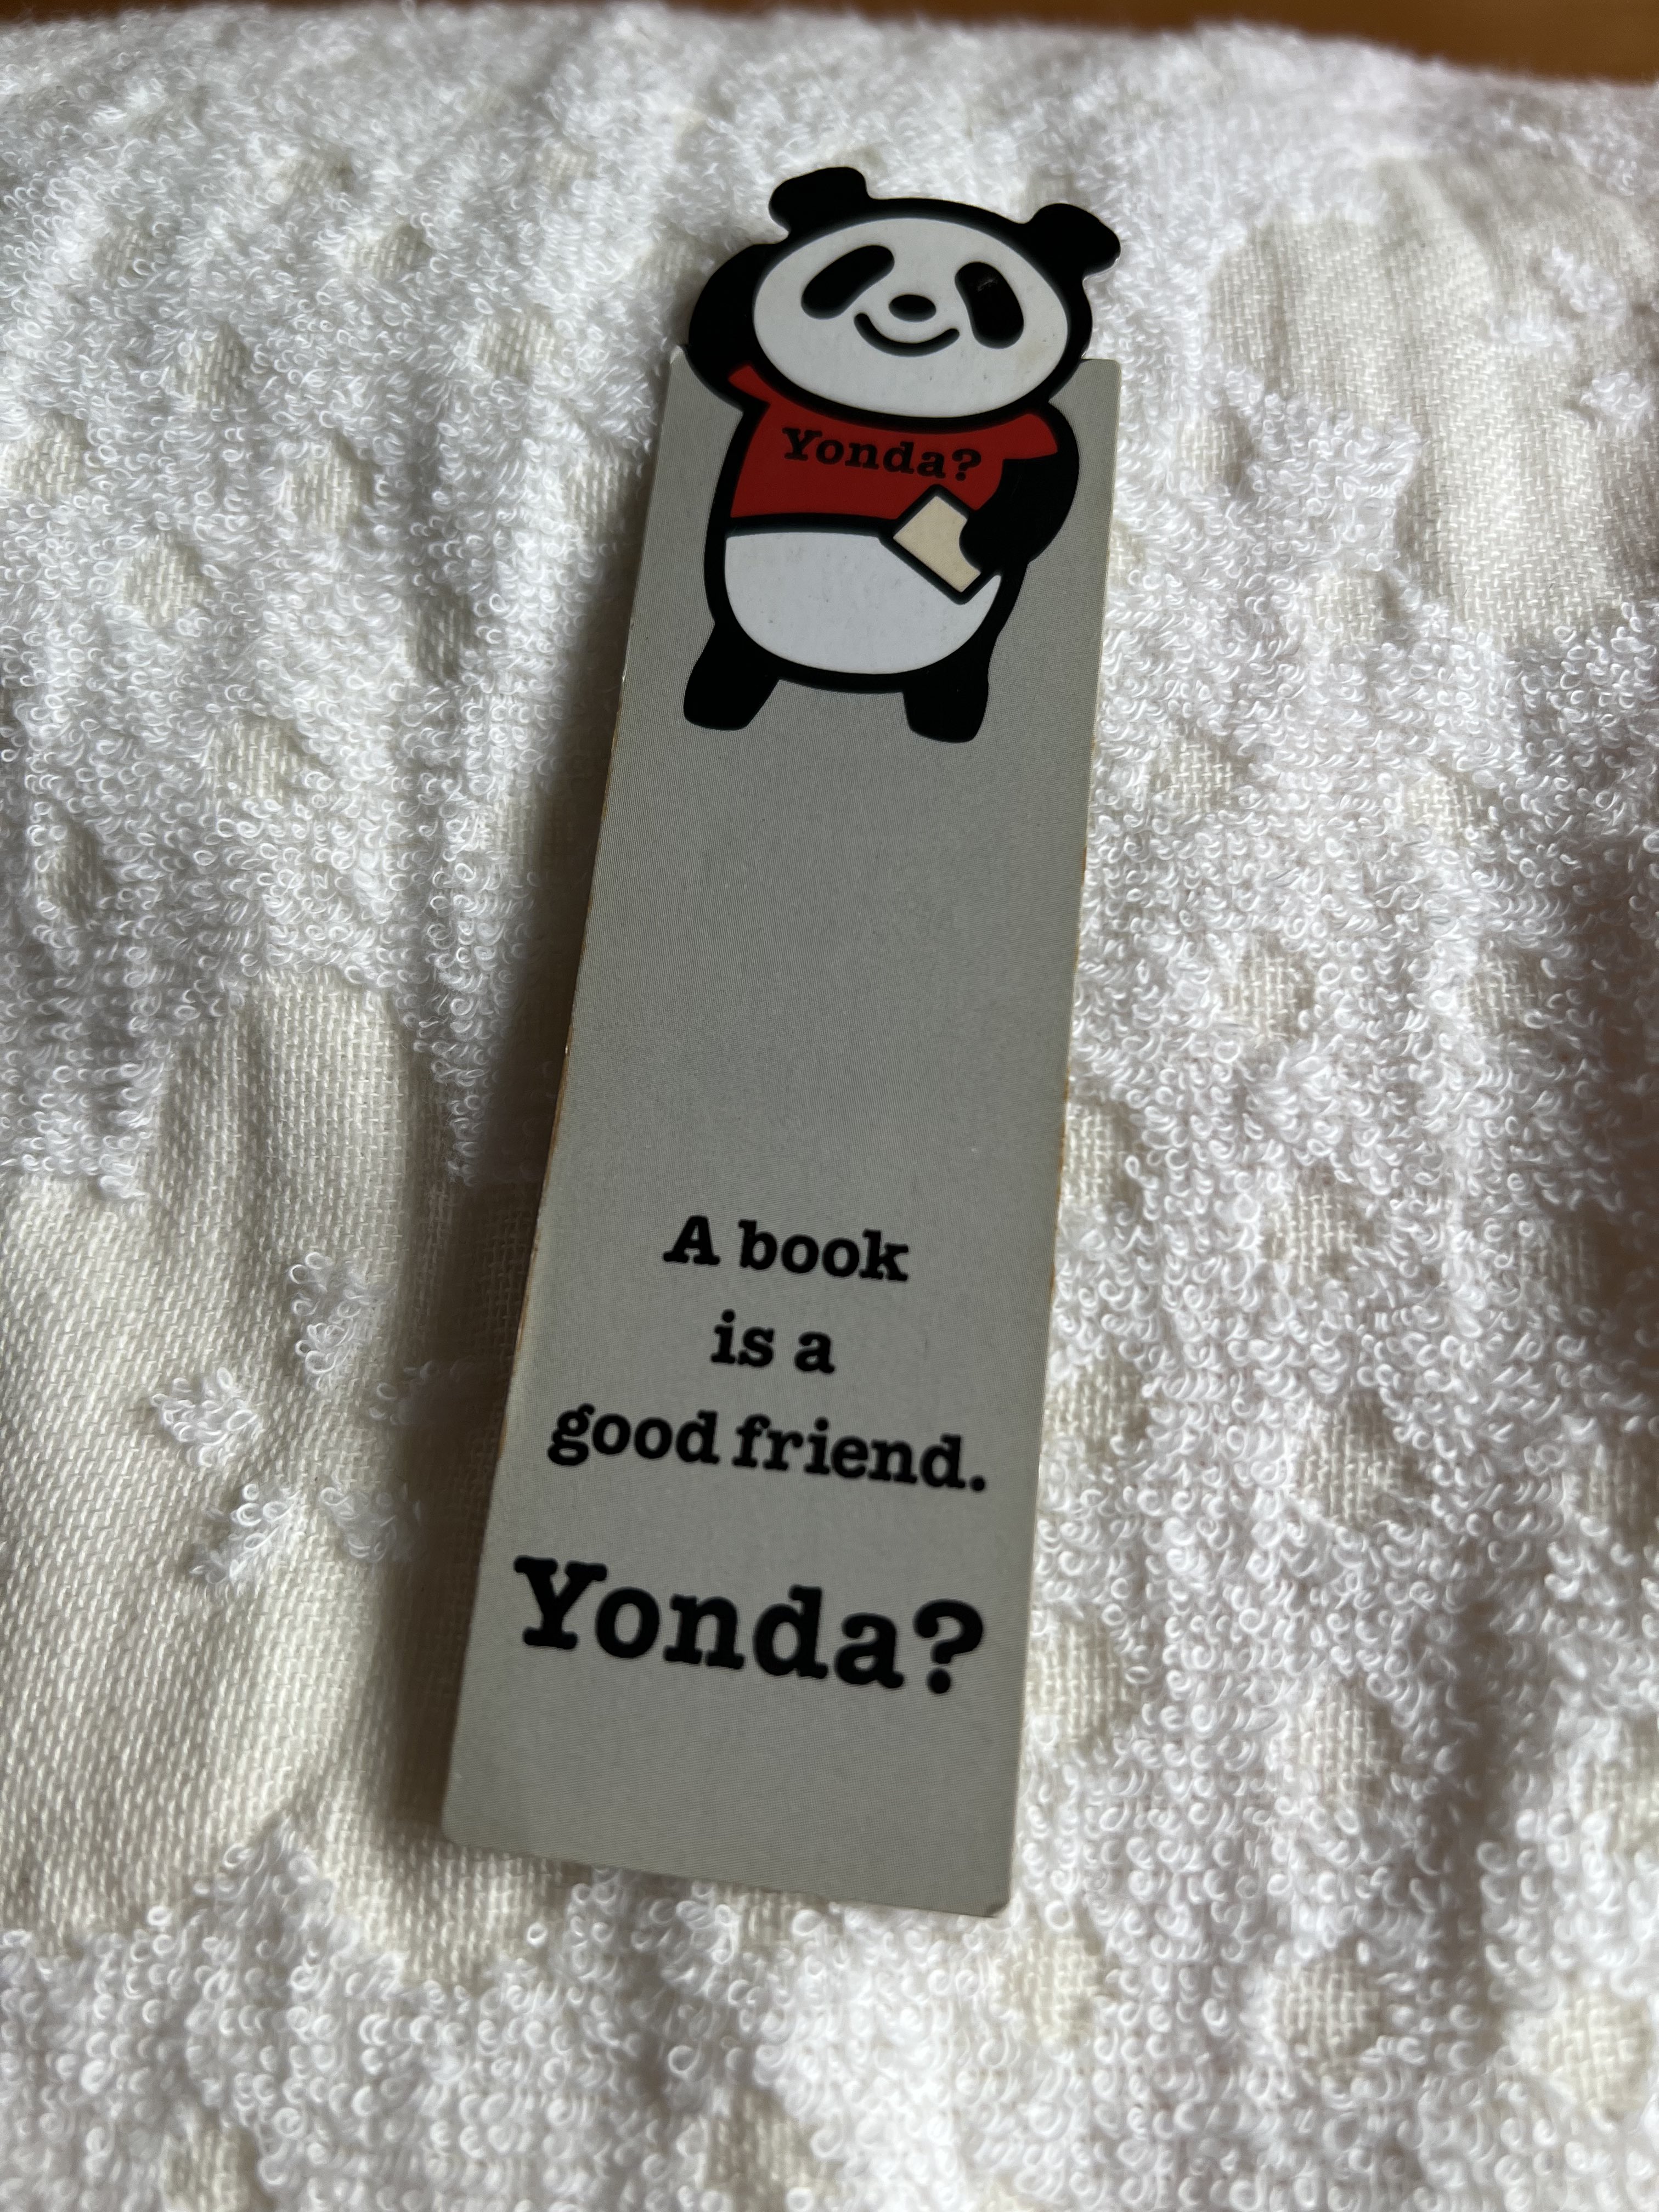 Yonda?
A book
is a
good friend.
Yonda?